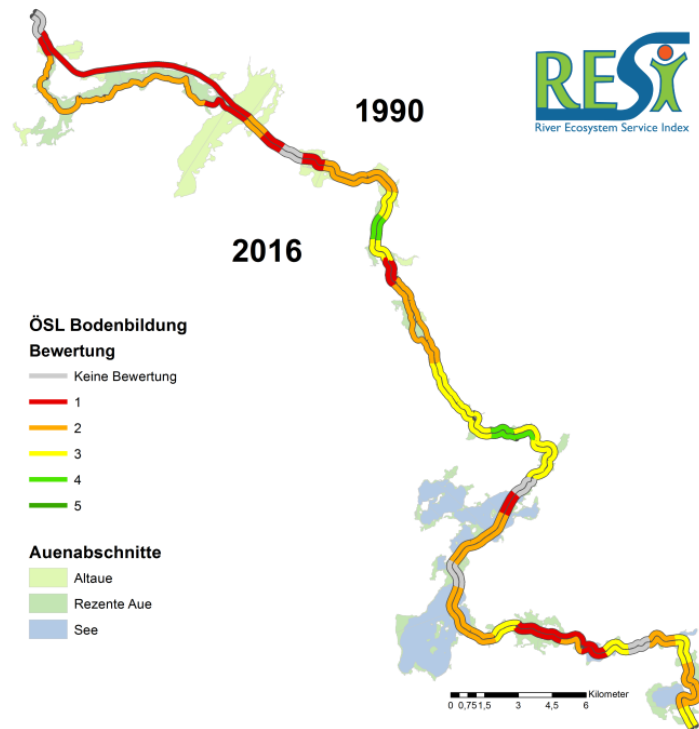 RESI
River Ecosystem Service Index
1990
2016
ÖSL Bodenbildung
Bewertung
Keine Bewertung
1
2
3
4
5
Auenabschnitte
Altaue
Rezente Aue
See
Kilometer
0 0,75 1,5 3 4,5 6